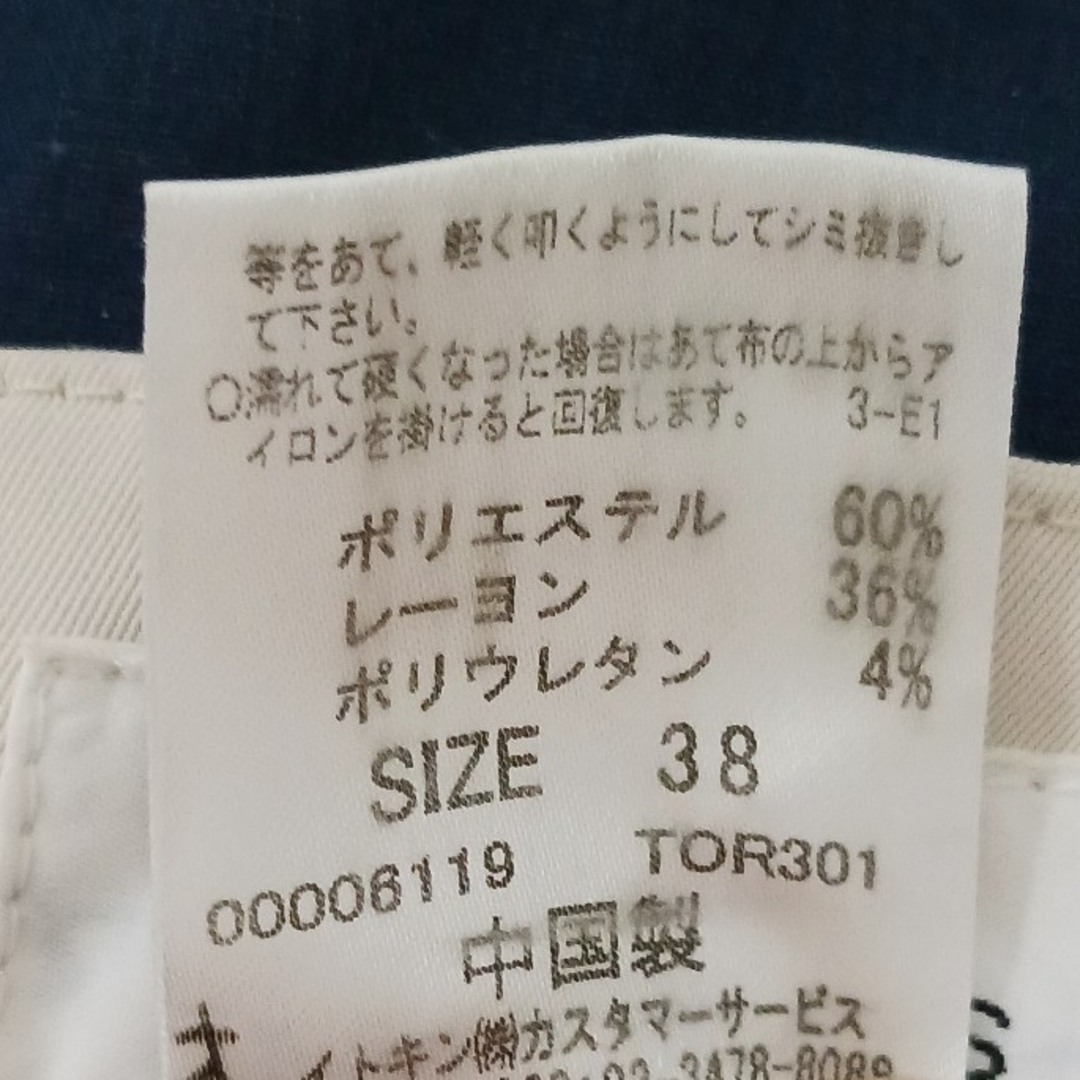 等をあて、軽く叩くようにしてシミ抜きし
て下さい。
○濡れて硬くなった場合はあて布の上からア
イロンを掛けると回復します。 3-E1
ポリエステル 60%
レーヨン 36%
ポリウレタン 4%
SIZE 38
00006119 TOR301
中国製
イトキン㈱カスタマーサービス
03-3478-8089